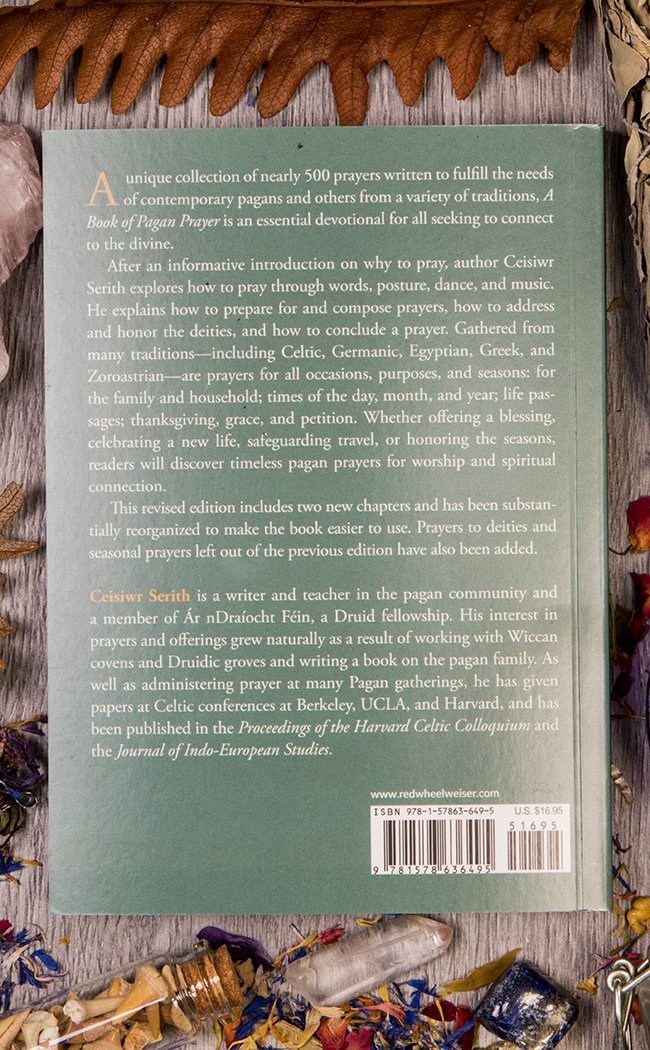 A unique collection of nearly 500 prayers written to fulfill the needs
of contemporary pagans and others from a variety of traditions, A
Book of Pagan Prayer is an essential devotional for all seeking to connect
to the divine.
After an informative introduction on why to pray, author Ceisiwr
Serith explores how to pray through words, posture, dance, and music.
He explains how to prepare for and compose prayers, how to address
and honor the deities, and how to conclude a prayer. Gathered from
many traditions—including Celtic, Germanic, Egyptian, Greek, and
Zoroastrian—are prayers for all occasions, purposes, and seasons: for
the family and household; times of the day, month, and year; life pas-
sages; thanksgiving, grace, and petition. Whether offering a blessing,
celebrating a new life, safeguarding travel, or honoring the seasons,
readers will discover timeless pagan prayers for worship and spiritual
connection.
This revised edition includes two new chapters and has been substan-
tially reorganized to make the book easier to use. Prayers to deities and
seasonal prayers left out of the previous edition have also been added.
Ceisiwr Serith is a writer and teacher in the pagan community and
a member of Ár nDraíocht Féin, a Druid fellowship. His interest in
prayers and offerings grew naturally as a result of working with Wiccan
covens and Druidic groves and writing a book on the pagan family. As
well as administering prayer at many Pagan gatherings, he has given
papers at Celtic conferences at Berkeley, UCLA, and Harvard, and has
been published in the Proceedings of the Harvard Celtic Colloquium and
the Journal of Indo-European Studies.
www.redwheelweiser.com
ISBN 978-1-57863-649-5 U.S. $16.95
51695
9 781578 636495